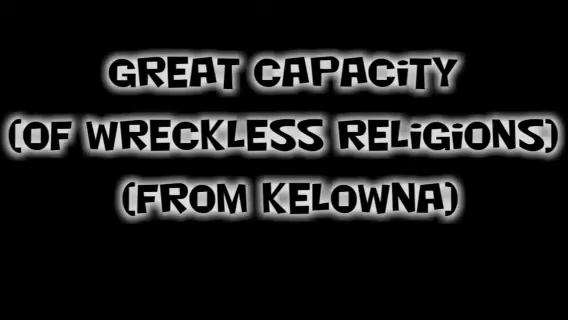 GREAT CAPACiTY
(OF WRECKLESS RELiGiONS)
(FROM KELOWNA)